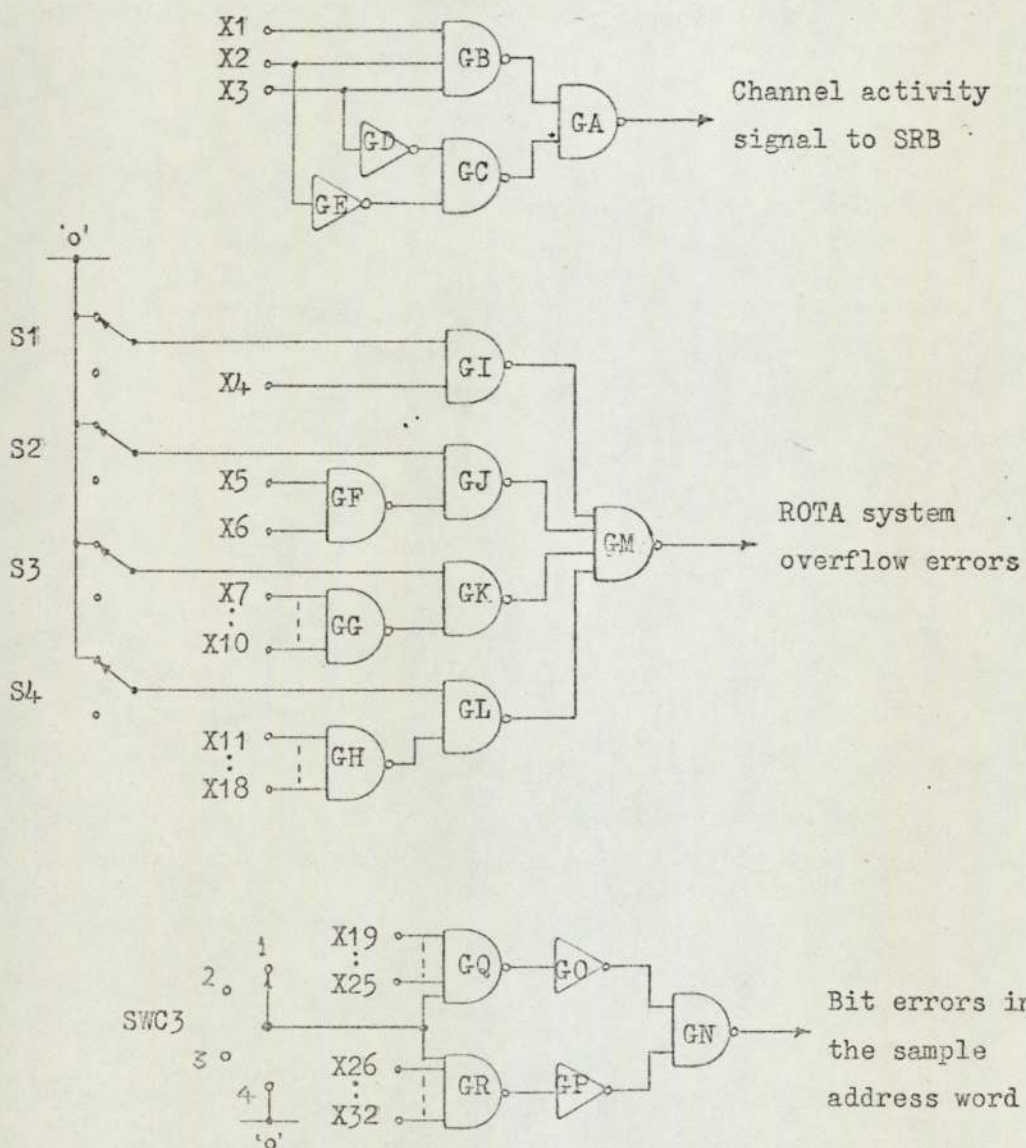 X1
X2
X3
GB
GA
GD
GC
GE
Channel activity
signal to SRB
'0'
S1
X4
GI
S2
X5
X6
GF
GJ
GM
ROTA system
overflow errors
S3
X7
:
X10
GG
GK
S4
X11
:
X18
GH
GL
SWC3
1
2
3
4
'0'
X19
:
X25
GQ
GO
X26
:
X32
GR
GP
GN
Bit errors in
the sample
address word